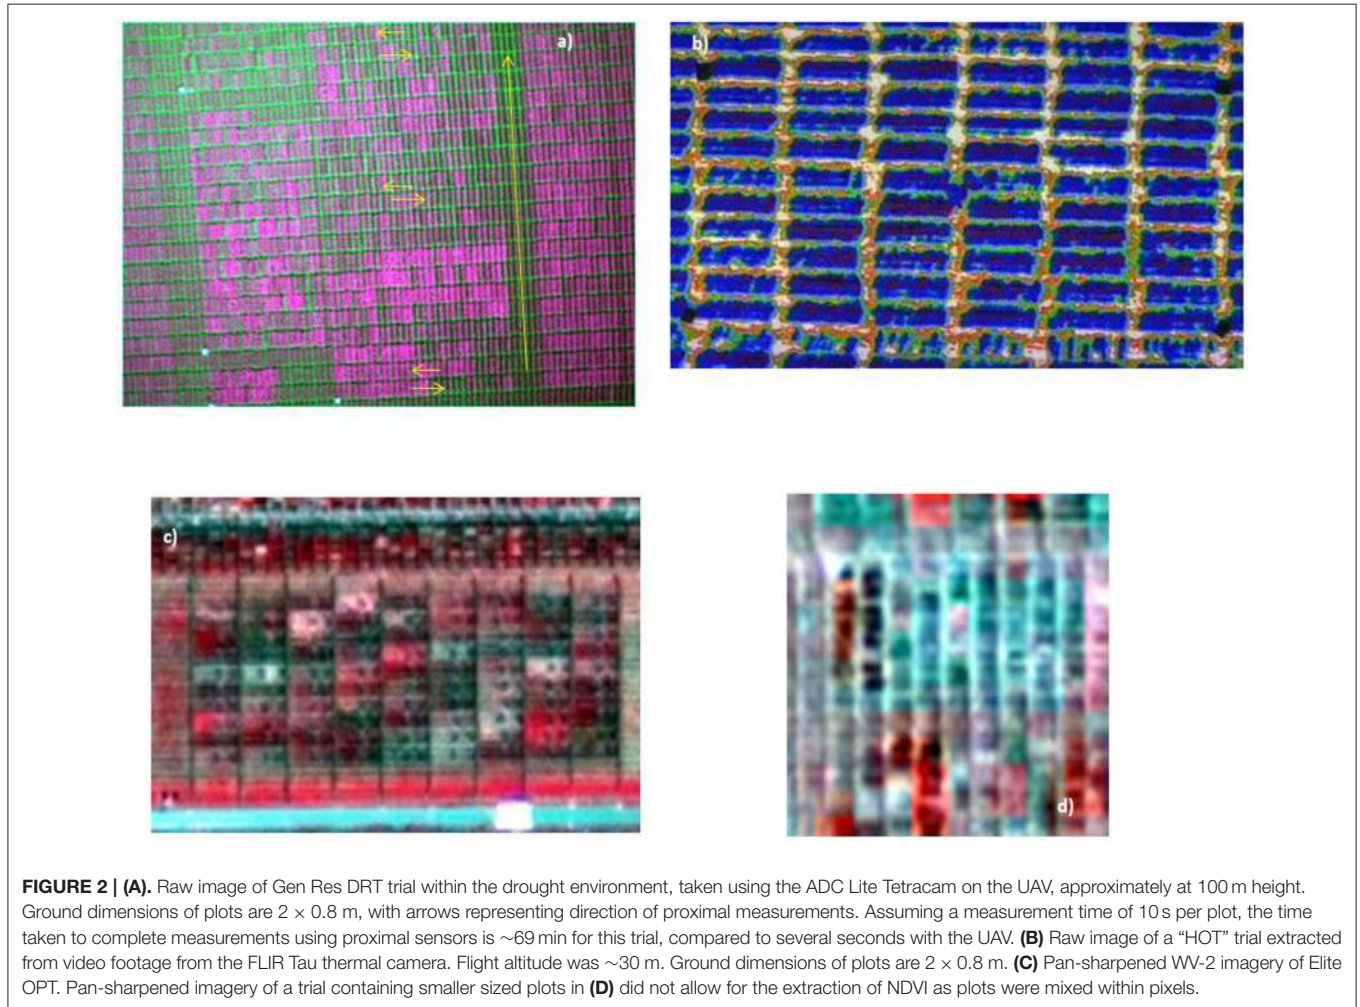 a)
b)
c)
d)
FIGURE 2 | (A). Raw image of Gen Res DRT trial within the drought environment, taken using the ADC Lite Tetracam on the UAV, approximately at 100 m height.
Ground dimensions of plots are 2 × 0.8 m, with arrows representing direction of proximal measurements. Assuming a measurement time of 10 s per plot, the time
taken to complete measurements using proximal sensors is ∼69 min for this trial, compared to several seconds with the UAV. (B) Raw image of a “HOT” trial extracted
from video footage from the FLIR Tau thermal camera. Flight altitude was ∼30 m. Ground dimensions of plots are 2 × 0.8 m. (C) Pan-sharpened WV-2 imagery of Elite
OPT. Pan-sharpened imagery of a trial containing smaller sized plots in (D) did not allow for the extraction of NDVI as plots were mixed within pixels.